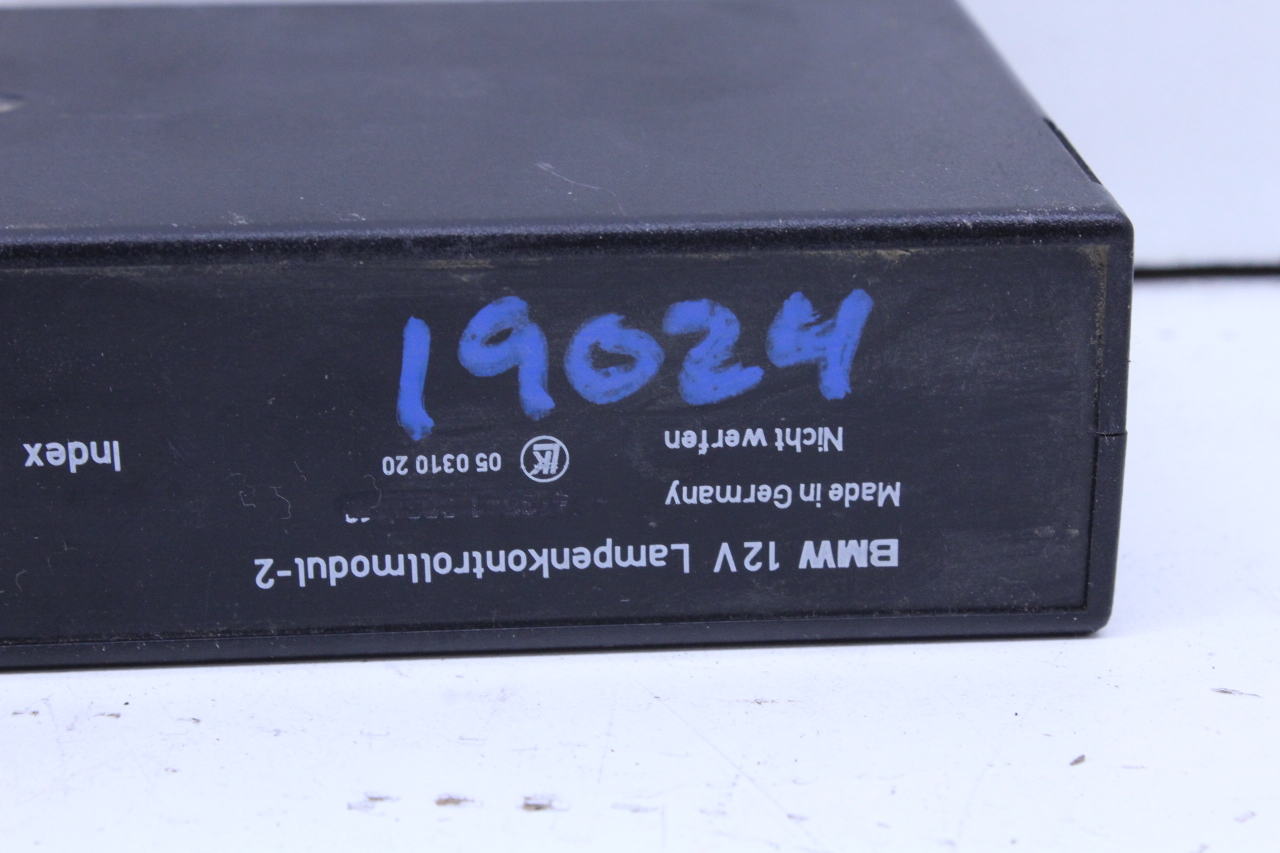 19024
BMW 12V Lampenkontrollmodul-2
Made in Germany
Nicht werfen
05 0310 20
Index